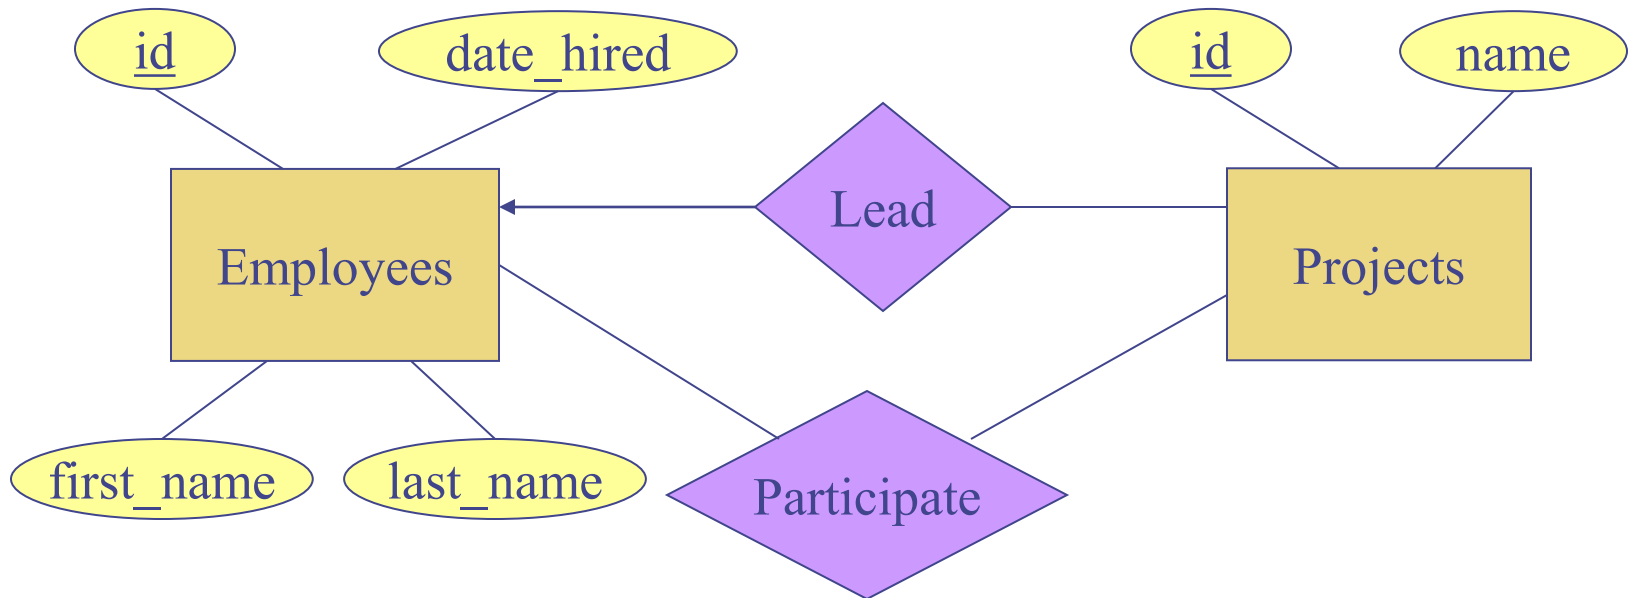 id
date_hired
id
name
Lead
Employees
Projects
first_name
last_name
Participate